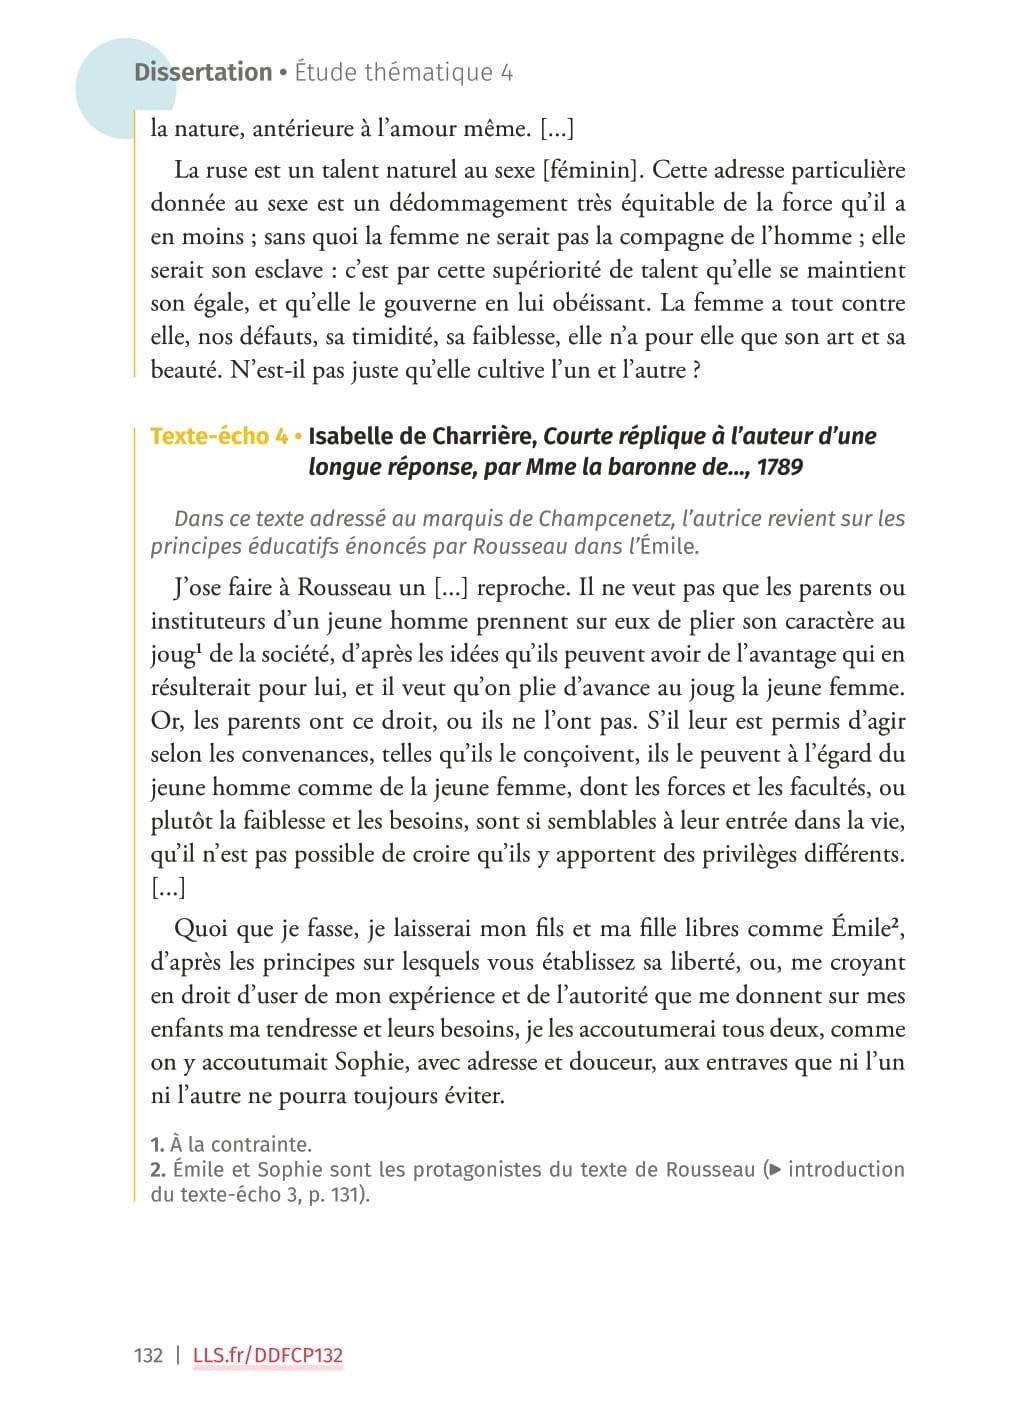 Dissertation • Étude thématique 4
la nature, antérieure à l’amour même. [...]
La ruse est un talent naturel au sexe [féminin]. Cette adresse particulière
donnée au sexe est un dédommagement très équitable de la force qu’il a
en moins ; sans quoi la femme ne serait pas la compagne de l’homme ; elle
serait son esclave : c’est par cette supériorité de talent qu’elle se maintient
son égale, et qu’elle le gouverne en lui obéissant. La femme a tout contre
elle, nos défauts, sa timidité, sa faiblesse, elle n’a pour elle que son art et sa
beauté. N’est-il pas juste qu’elle cultive l’un et l’autre ?
Texte-écho 4 • Isabelle de Charrière, Courte réplique à l’auteur d’une
longue réponse, par Mme la baronne de..., 1789
Dans ce texte adressé au marquis de Champcenetz, l’autrice revient sur les
principes éducatifs énoncés par Rousseau dans l’Émile.
J’ose faire à Rousseau un [...] reproche. Il ne veut pas que les parents ou
instituteurs d’un jeune homme prennent sur eux de plier son caractère au
joug¹ de la société, d’après les idées qu’ils peuvent avoir de l’avantage qui en
résulterait pour lui, et il veut qu’on plie d’avance au joug la jeune femme.
Or, les parents ont ce droit, ou ils ne l’ont pas. S’il leur est permis d’agir
selon les convenances, telles qu’ils le conçoivent, ils le peuvent à l’égard du
jeune homme comme de la jeune femme, dont les forces et les facultés, ou
plutôt la faiblesse et les besoins, sont si semblables à leur entrée dans la vie,
qu’il n’est pas possible de croire qu’ils y apportent des privilèges différents.
[...]
Quoi que je fasse, je laisserai mon fils et ma fille libres comme Émile²,
d’après les principes sur lesquels vous établissez sa liberté, ou, me croyant
en droit d’user de mon expérience et de l’autorité que me donnent sur mes
enfants ma tendresse et leurs besoins, je les accoutumerai tous deux, comme
on y accoutumait Sophie, avec adresse et douceur, aux entraves que ni l’un
ni l’autre ne pourra toujours éviter.
1. À la contrainte.
2. Émile et Sophie sont les protagonistes du texte de Rousseau (▶ introduction
du texte-écho 3, p. 131).
132 | LLS.fr/DDFCP132